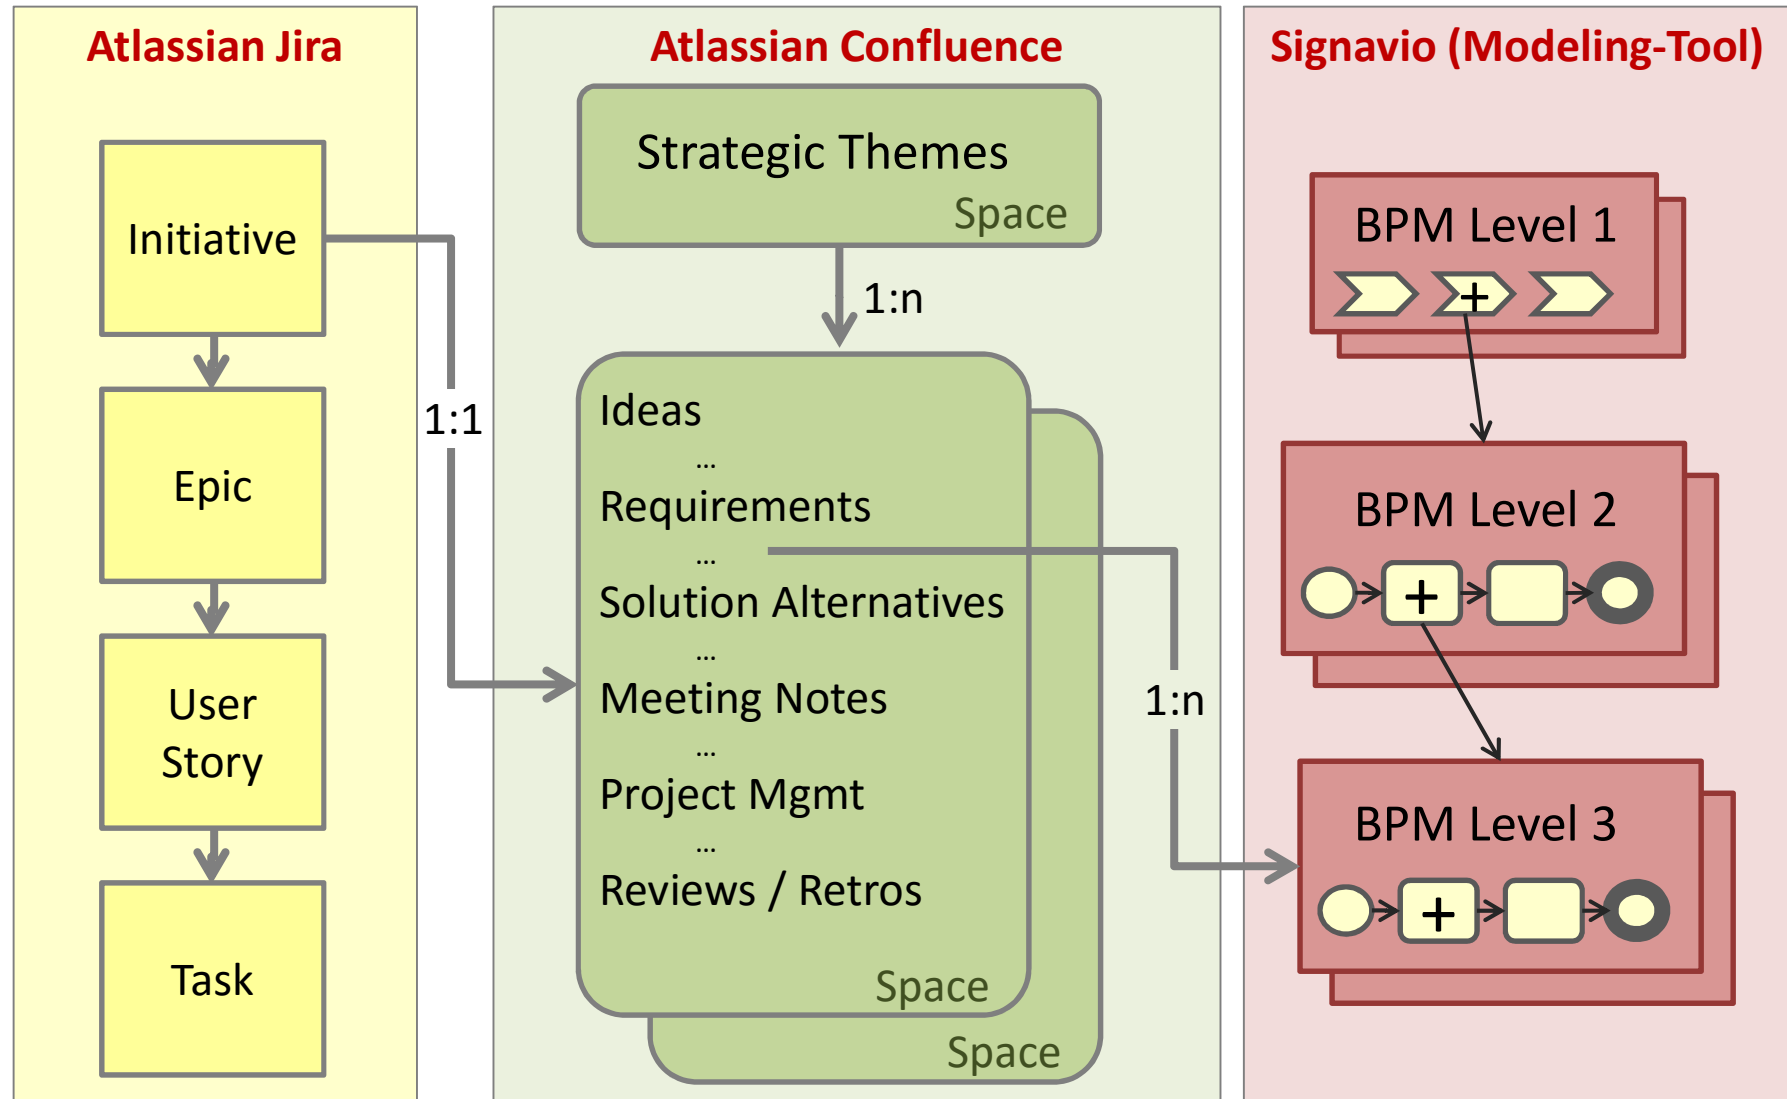 Atlassian Jira
Initiative
Epic
User
Story
Task
1:1
Atlassian Confluence
Strategic Themes
Space
1:n
Ideas
...
Requirements
...
Solution Alternatives
...
Meeting Notes
...
Project Mgmt
...
Reviews / Retros
Space
Space
1:n
Signavio (Modeling-Tool)
BPM Level 1
+
BPM Level 2
+
BPM Level 3
+